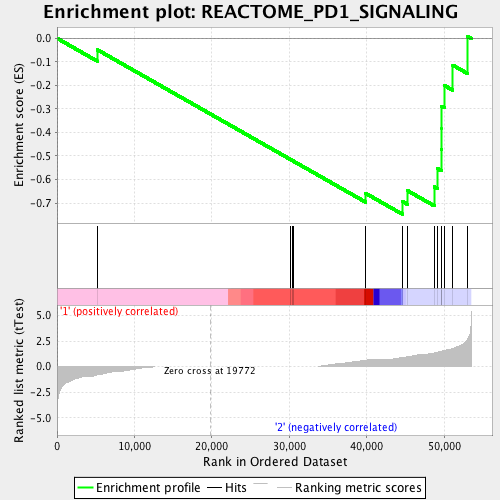 Enrichment plot: REACTOME_PD1_SIGNALING
Enrichment score (ES)
0.0
-0.1
-0.2
-0.3
-0.4
-0.5
-0.6
-0.7
'1' (positively correlated)
Ranked list metric (tTest)
5.0
2.5
0.0
-2.5
-5.0
Zero cross at 19772
'2' (negatively correlated)
0 10,000 20,000 30,000 40,000 50,000
Rank in Ordered Dataset
Enrichment profile Hits Ranking metric scores